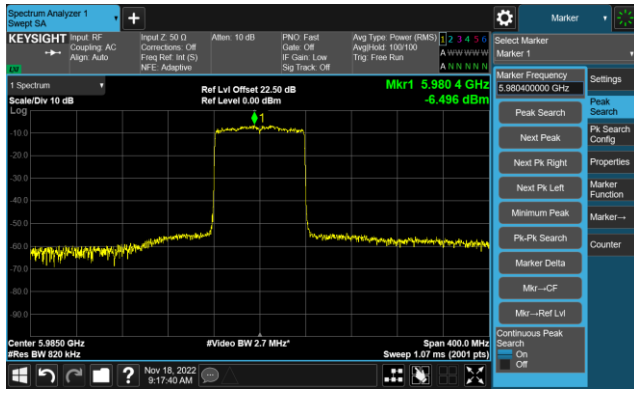 Spectrum Analyzer 1
Swept SA
Marker
KEYSIGHT
Input: RF
Coupling: AC
Align: Auto
Input Z: 50 Ω
Corrections: Off
Freq Ref: Int (S)
NFE: Adaptive
Atten: 10 dB
PNO: Fast
Gate: Off
IF Gain: Low
Sig Track: Off
Avg Type: Power (RMS)
Avg|Hold: 100/100
Trig: Free Run
1 2 3 4 5 6
A W W W W W
A N N N N N
Select Marker
Marker 1
1 Spectrum
Scale/Div 10 dB
Log
Ref Lvl Offset 22.50 dB
Ref Level 0.00 dBm
Mkr1 5.980 4 GHz
-6.496 dBm
1
-10.0
-20.0
-30.0
-40.0
-50.0
-60.0
-70.0
-80.0
-90.0
Center 5.9850 GHz
#Res BW 820 kHz
#Video BW 2.7 MHz*
Span 400.0 MHz
Sweep 1.07 ms (2001 pts)
Marker Frequency
5.980400000 GHz
Peak Search
Next Peak
Next Pk Right
Next Pk Left
Minimum Peak
Pk-Pk Search
Marker Delta
Mkr→CF
Mkr→Ref Lvl
Continuous Peak
Search
On
Off
Settings
Peak
Search
Pk Search
Config
Properties
Marker
Function
Marker→
Counter
Nov 18, 2022
9:17:40 AM